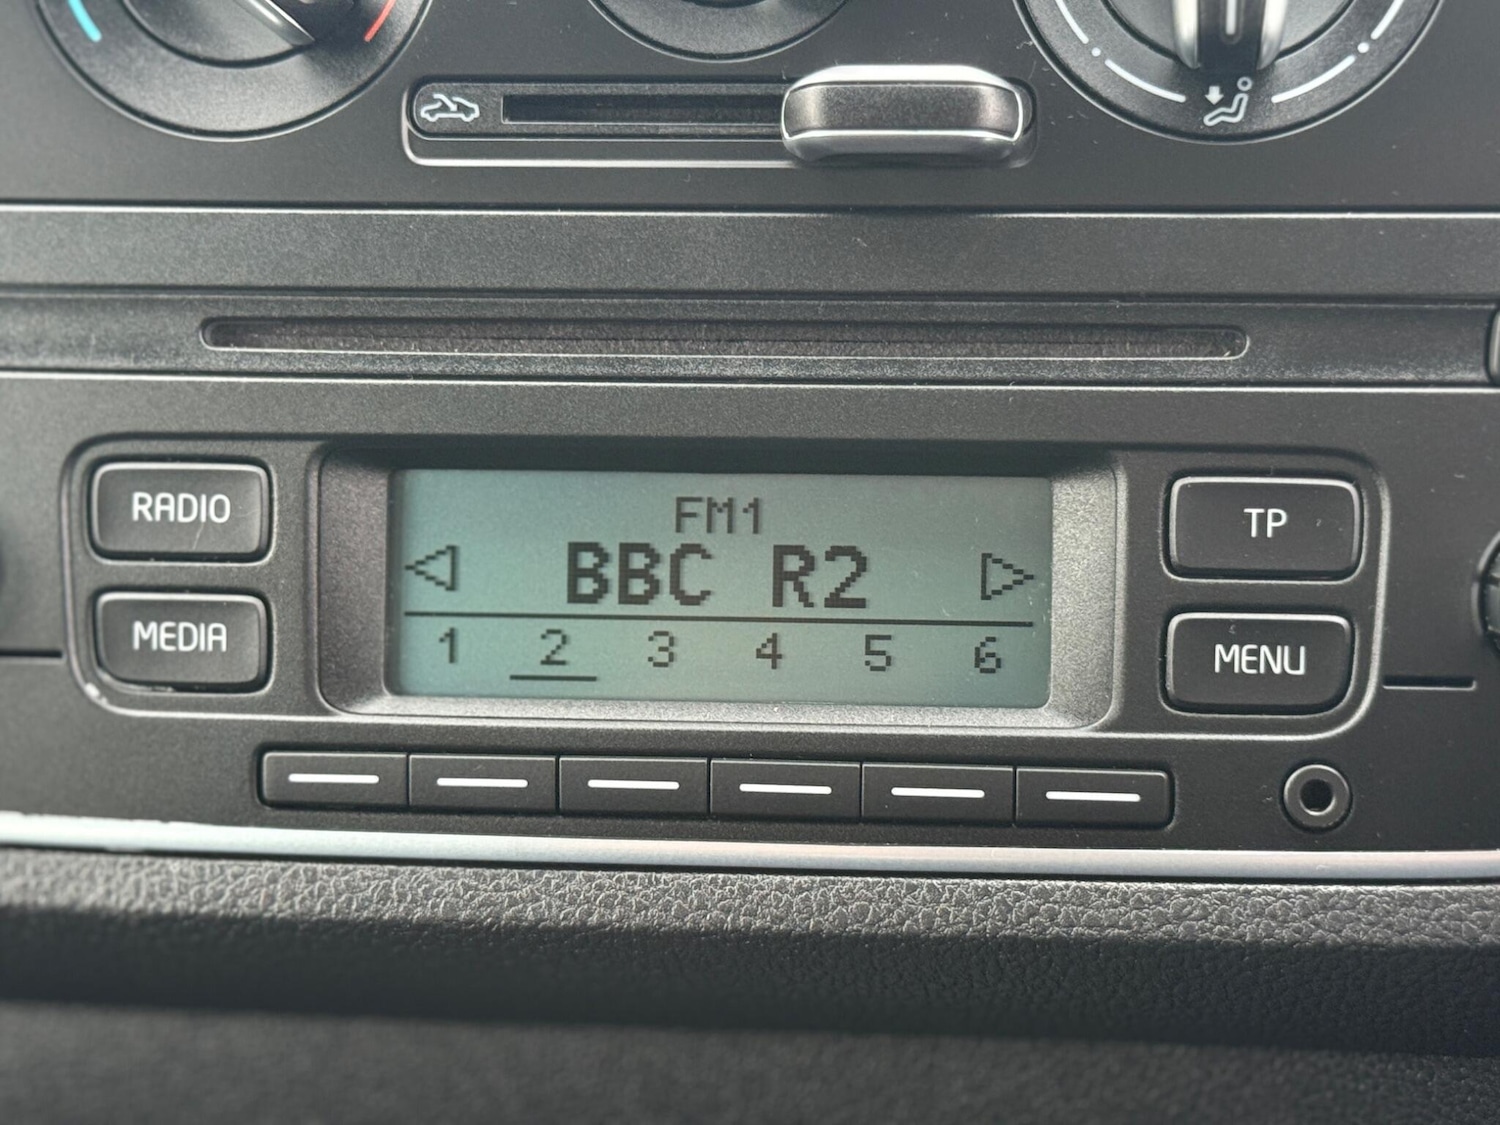 RADIO
MEDIA
FM1
BBC R2
1 2 3 4 5 6
TP
MENU